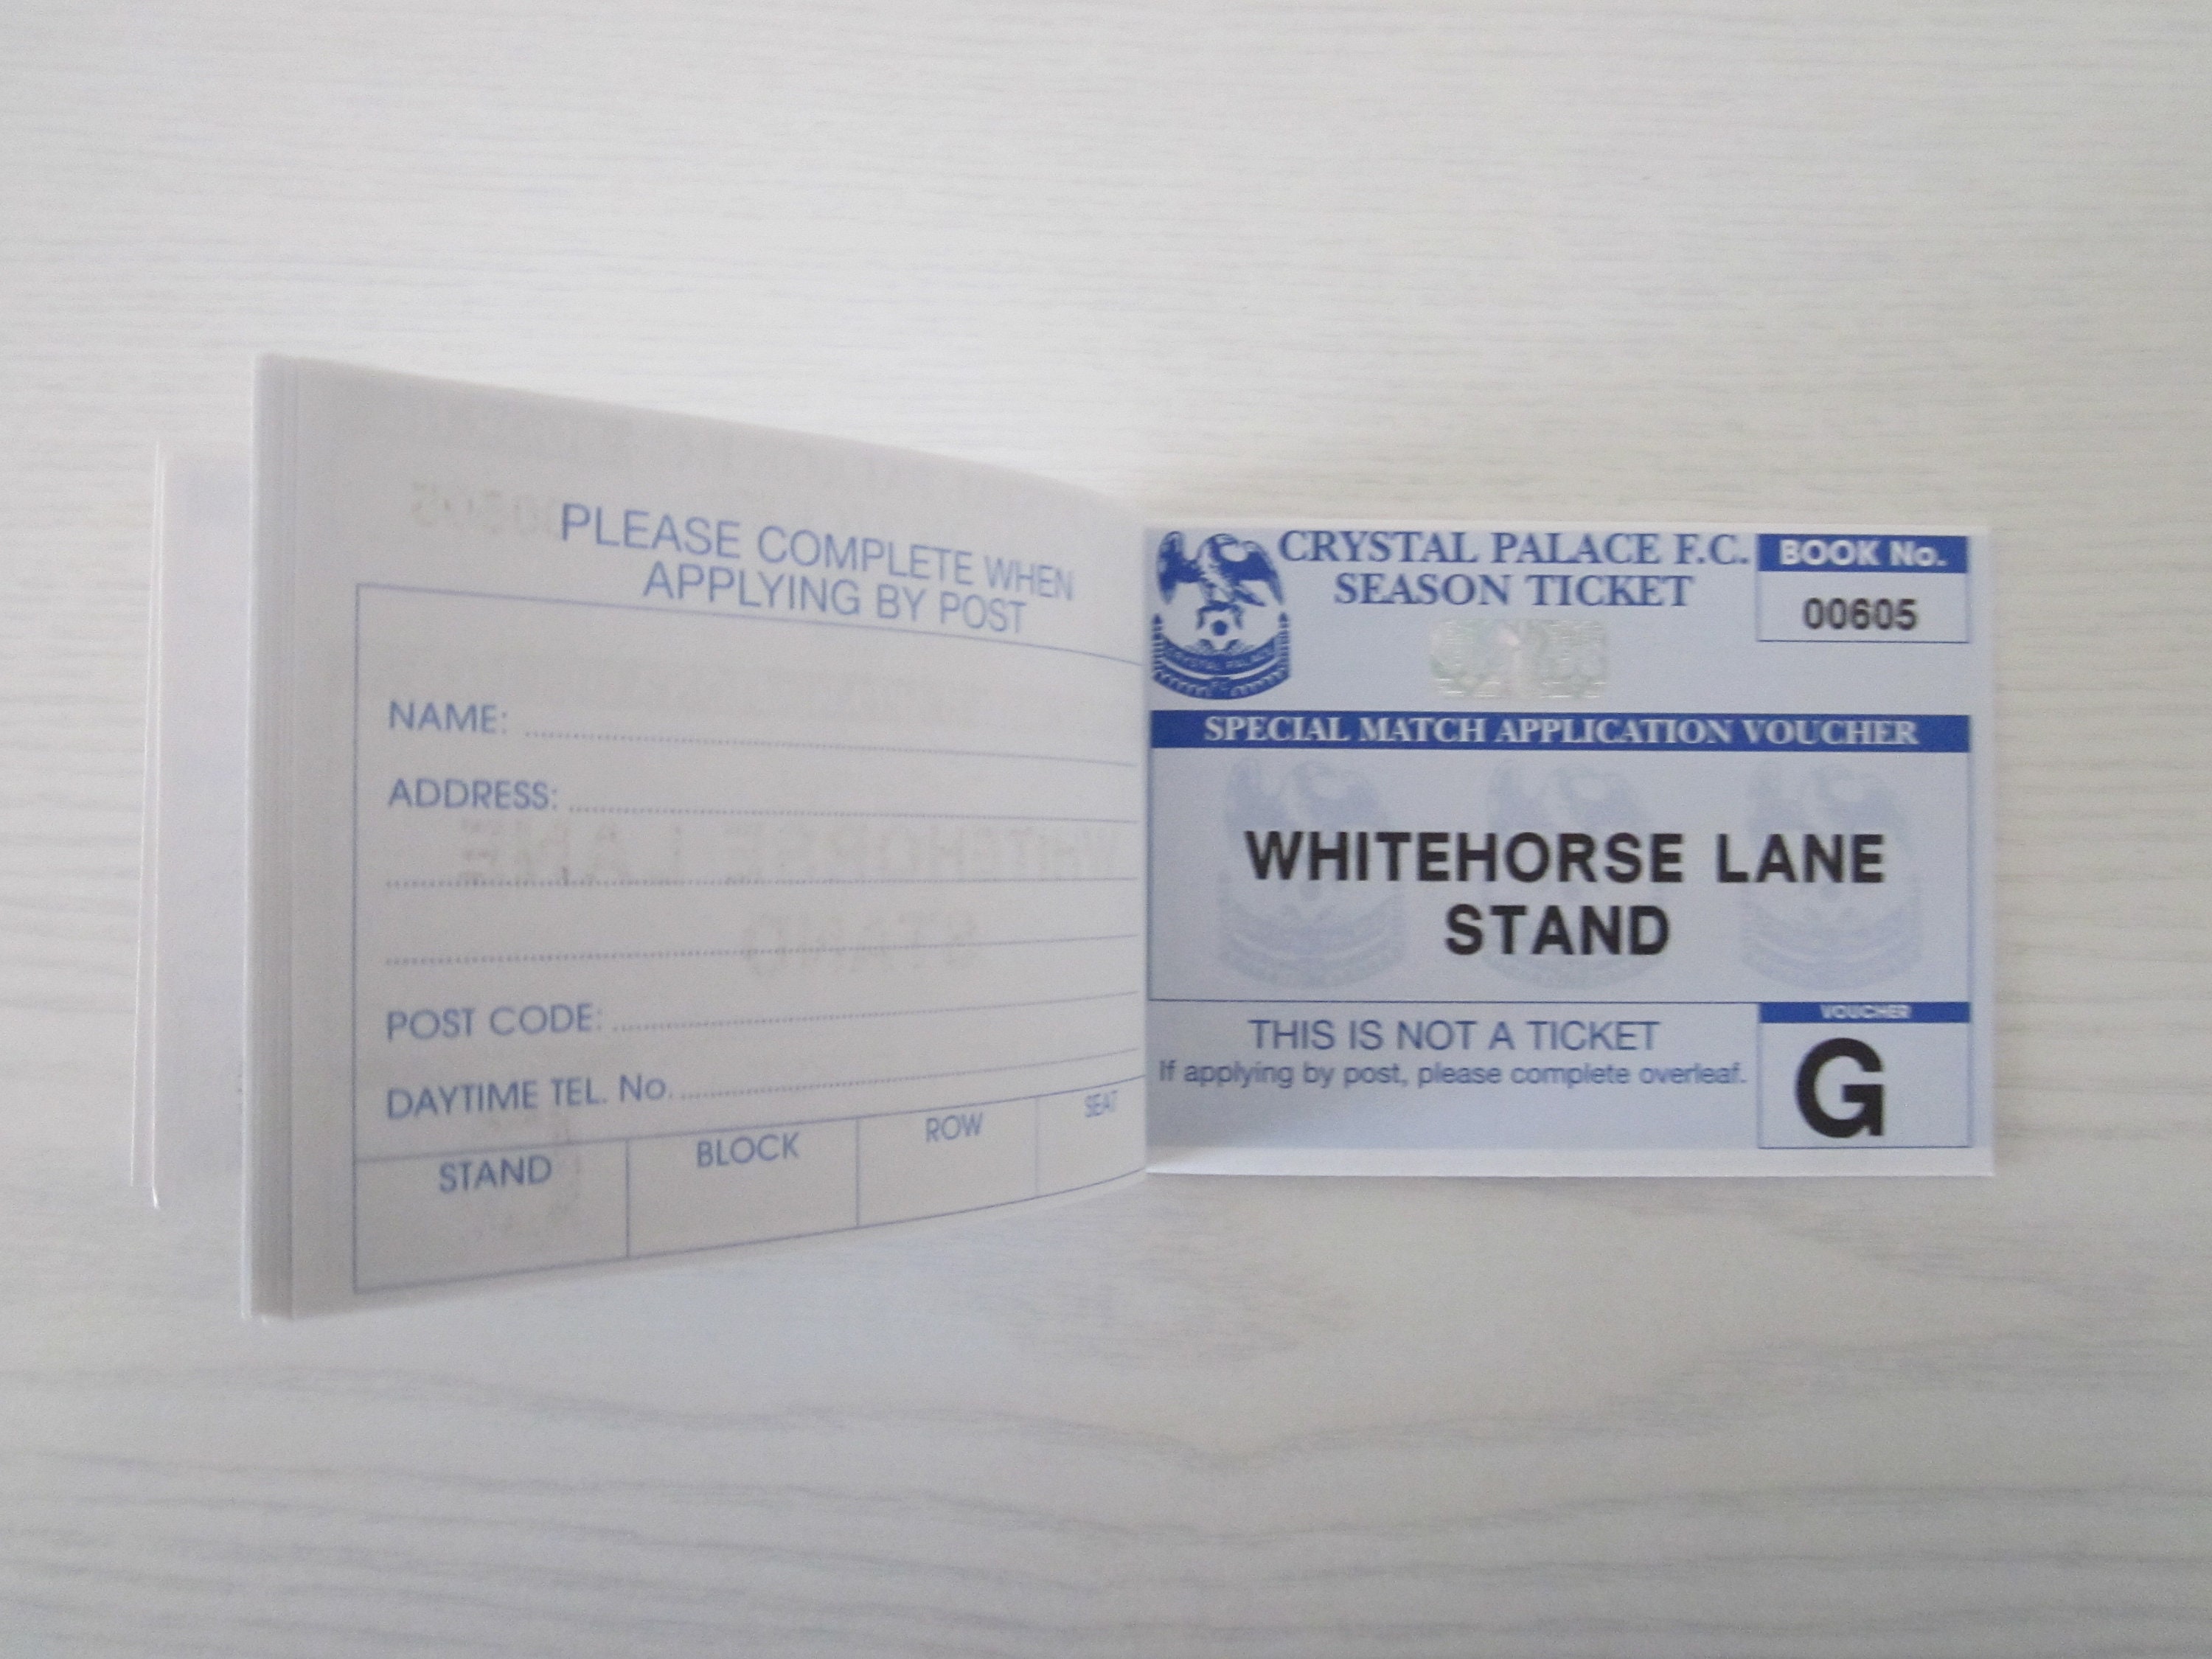 PLEASE COMPLETE WHEN
APPLYING BY POST
NAME:
ADDRESS:
POST CODE:
DAYTIME TEL. No.
STAND BLOCK ROW SEAT
CRYSTAL PALACE F.C.
SEASON TICKET
BOOK No.
00605
CRYSTAL PALACE
SPECIAL MATCH APPLICATION VOUCHER
WHITEHORSE LANE
STAND
THIS IS NOT A TICKET
If applying by post, please complete overleaf.
VOUCHER
G